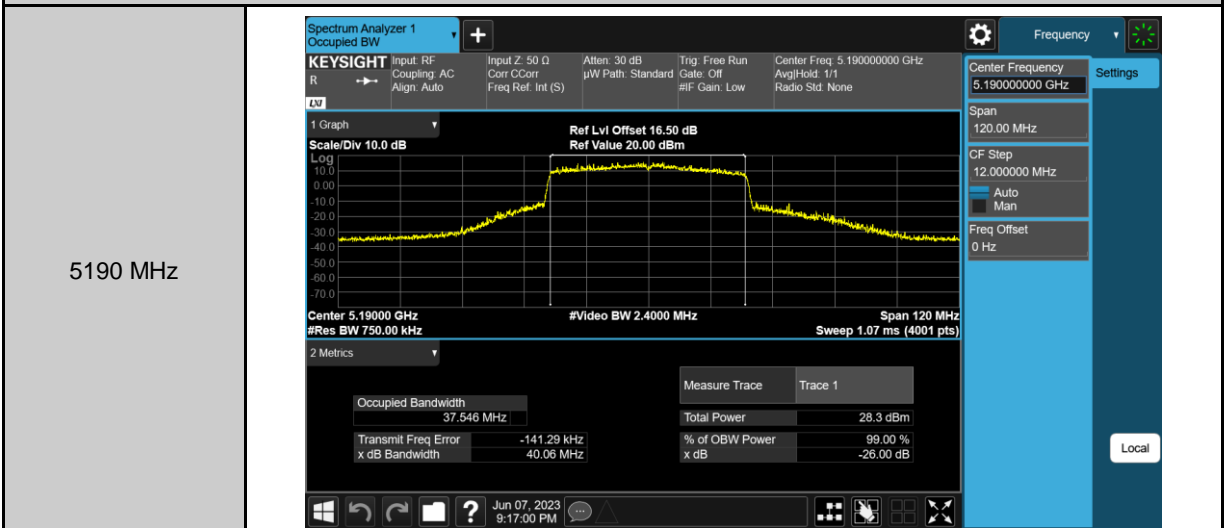 5190 MHz
Spectrum Analyzer 1
Occupied BW
+
Frequency
KEYSIGHT
R
LXI
Input: RF
Coupling: AC
Align: Auto
Input Z: 50 Ω
Corr CCorr
Freq Ref: Int (S)
Atten: 30 dB
µW Path: Standard
Trig: Free Run
Gate: Off
#IF Gain: Low
Center Freq: 5.190000000 GHz
Avg|Hold: 1/1
Radio Std: None
Center Frequency
5.190000000 GHz
Settings
Span
120.00 MHz
CF Step
12.000000 MHz
Auto
Man
Freq Offset
0 Hz
Local
1 Graph
Scale/Div 10.0 dB
Ref Lvl Offset 16.50 dB
Ref Value 20.00 dBm
Log
10.0
0.00
-10.0
-20.0
-30.0
-40.0
-50.0
-60.0
-70.0
Center 5.19000 GHz
#Video BW 2.4000 MHz
Span 120 MHz
#Res BW 750.00 kHz
Sweep 1.07 ms (4001 pts)
2 Metrics
Measure Trace
Trace 1
Occupied Bandwidth
37.546 MHz
Total Power
28.3 dBm
Transmit Freq Error
-141.29 kHz
% of OBW Power
99.00 %
x dB Bandwidth
40.06 MHz
x dB
-26.00 dB
?
Jun 07, 2023
9:17:00 PM